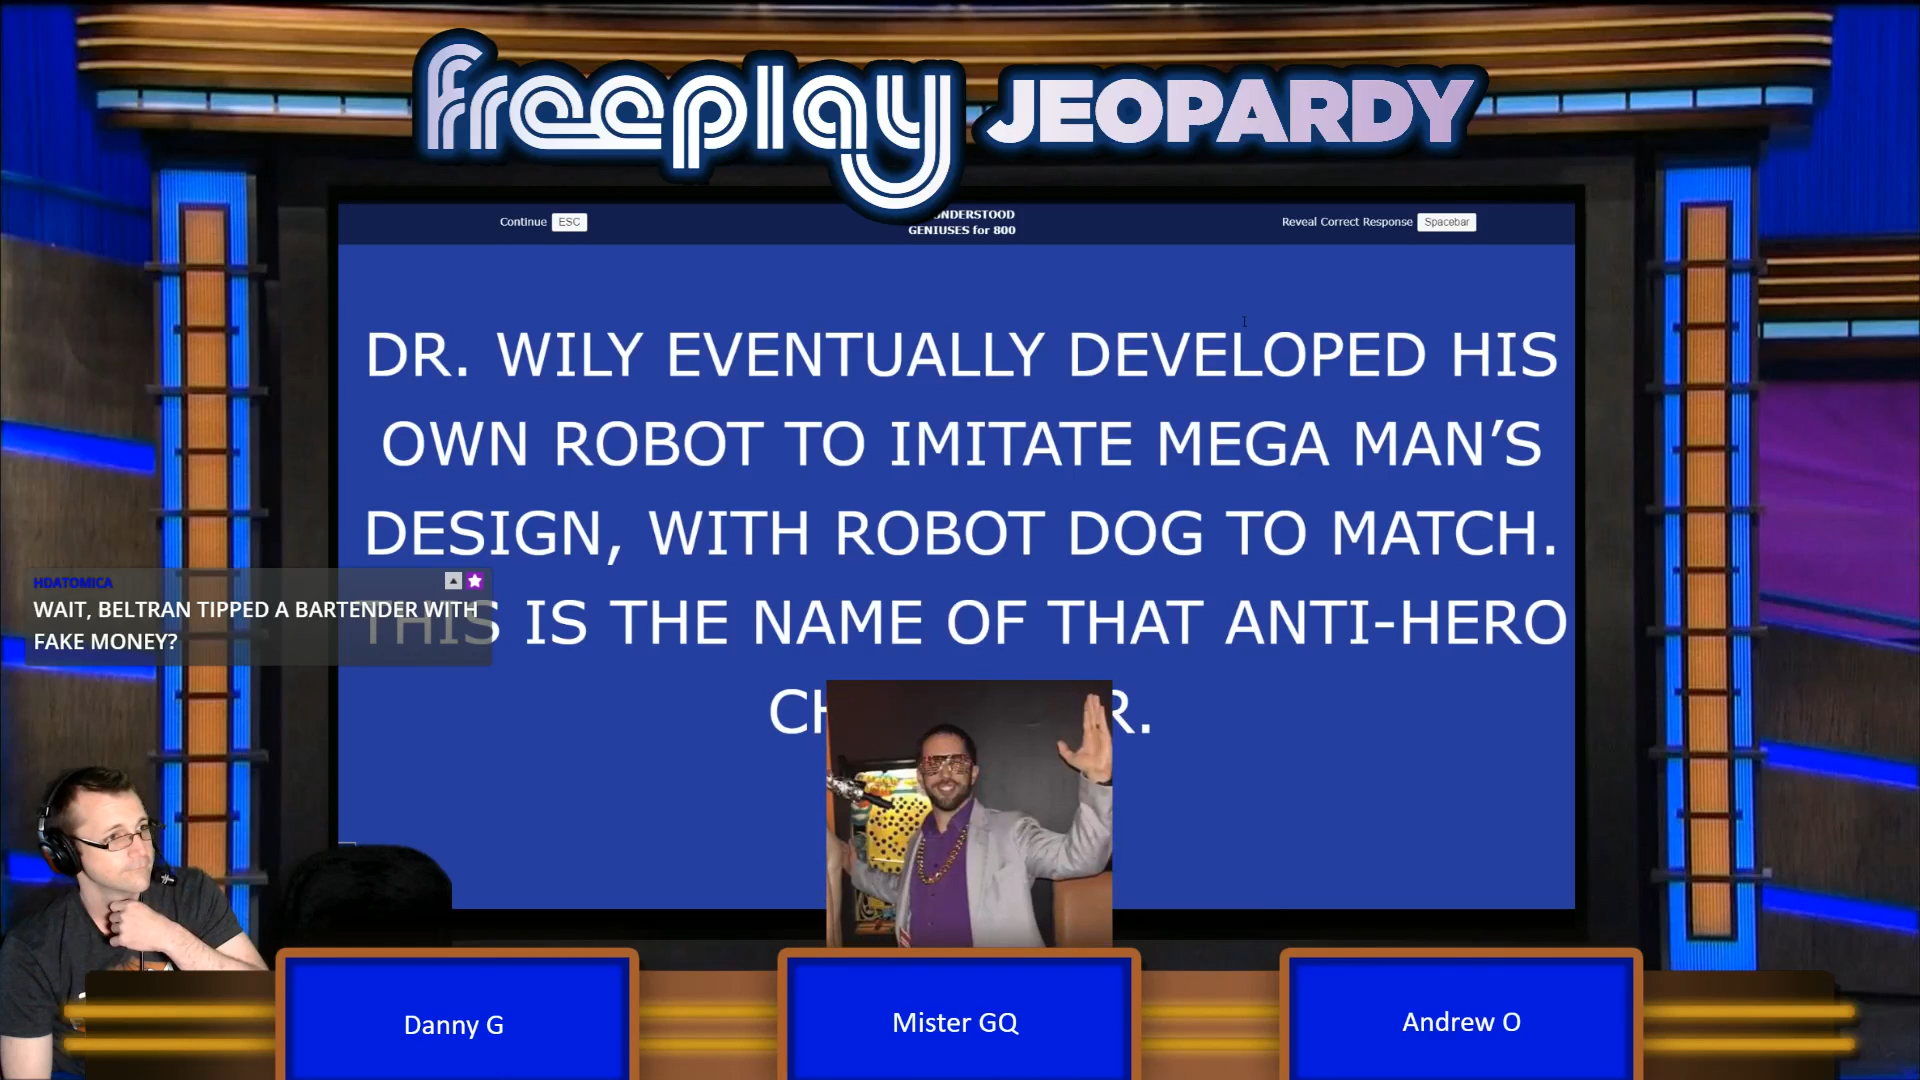 freeplay JEOPARDY
Continue ESC
GENIUSES for 800
Reveal Correct Response Spacebar
DR. WILY EVENTUALLY DEVELOPED HIS
OWN ROBOT TO IMITATE MEGA MAN’S
DESIGN, WITH ROBOT DOG TO MATCH.
THIS IS THE NAME OF THAT ANTI-HERO
HDATOMICA
WAIT, BELTRAN TIPPED A BARTENDER WITH
FAKE MONEY?
Danny G
Mister GQ
Andrew O